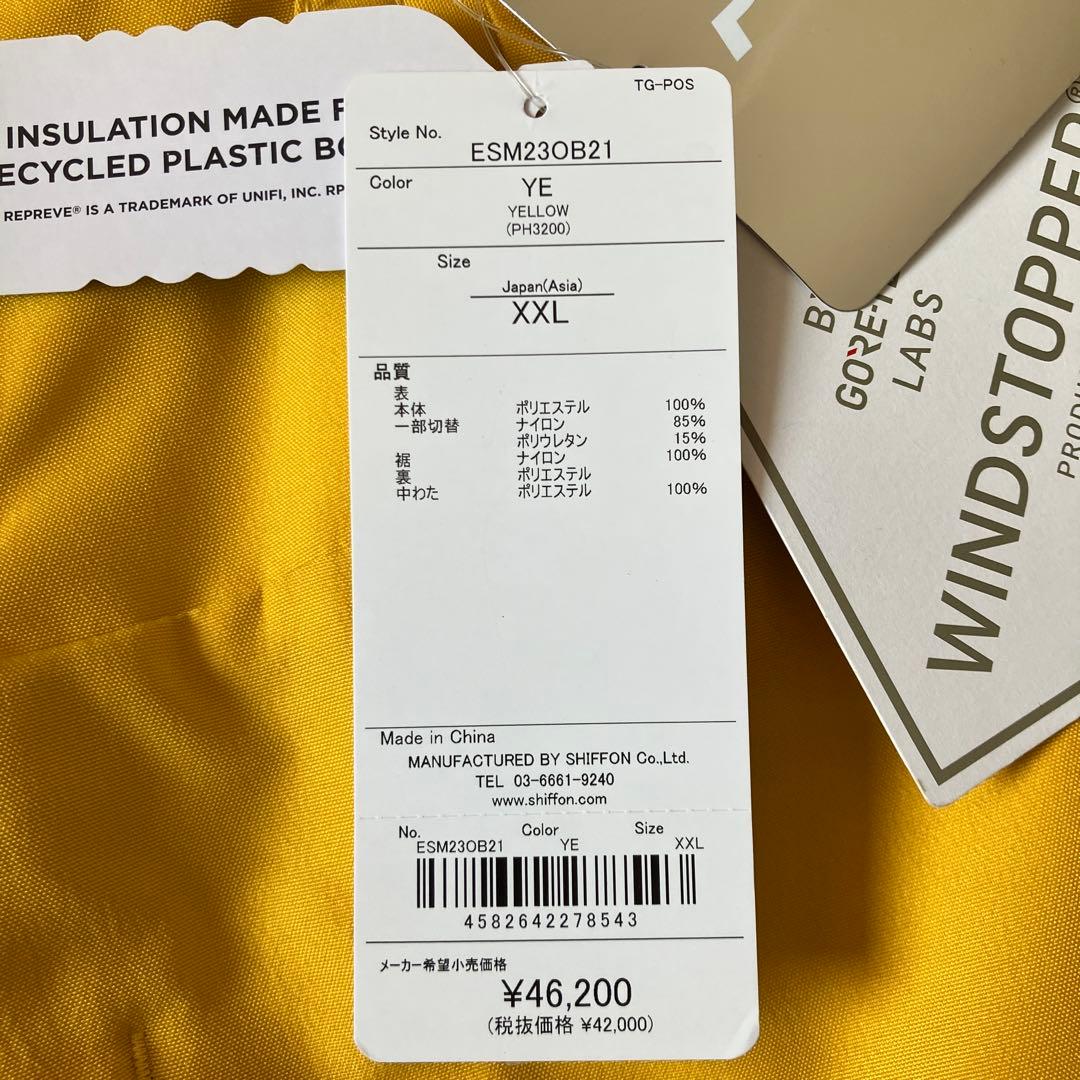 INSULATION MADE
ECYCLED PLASTIC
REPREVE® IS A TRADEMARK OF UNIFI, INC.
TG-POS
Style No.
ESM23OB21
Color
YE
YELLOW
(PH3200)
Size
Japan(Asia)
XXL
品質
表
本体 ポリエステル 100%
一部切替 ナイロン 85%
ポリウレタン 15%
裾 ナイロン 100%
裏 ポリエステル
中わた ポリエステル 100%
Made in China
MANUFACTURED BY SHIFFON Co.,Ltd.
TEL 03-6661-9240
www.shiffon.com
No. Color Size
ESM23OB21 YE XXL
4582642278543
メーカー希望小売価格
¥46,200
(税抜価格 ¥42,000)
WINDSTOPPER®
PRODU
LABS